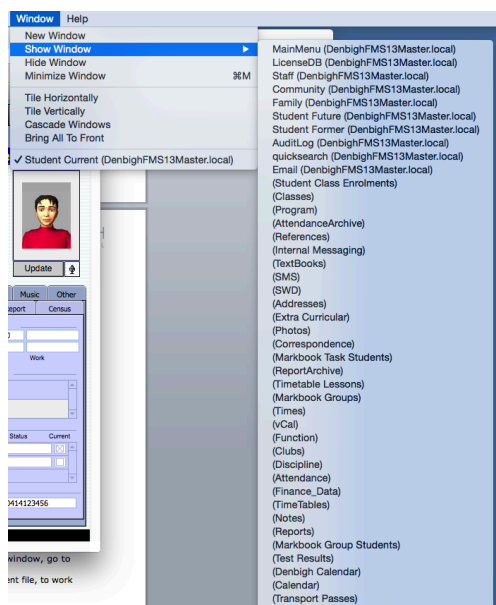 Window Help
New Window
Show Window
Hide Window
Minimize Window ⌘M
Tile Horizontally
Tile Vertically
Cascade Windows
Bring All To Front
✓ Student Current (DenbighFMS13Master.local)
MainMenu (DenbighFMS13Master.local)
LicenseDB (DenbighFMS13Master.local)
Staff (DenbighFMS13Master.local)
Community (DenbighFMS13Master.local)
Family (DenbighFMS13Master.local)
Student Future (DenbighFMS13Master.local)
Student Former (DenbighFMS13Master.local)
AuditLog (DenbighFMS13Master.local)
quicksearch (DenbighFMS13Master.local)
Email (DenbighFMS13Master.local)
(Student Class Enrolments)
(Classes)
(Program)
(AttendanceArchive)
(References)
(Internal Messaging)
(TextBooks)
(SMS)
(SWD)
(Addresses)
(Extra Curricular)
(Photos)
(Correspondence)
(Markbook Task Students)
(ReportArchive)
(Timetable Lessons)
(Markbook Groups)
(Times)
(vCal)
(Function)
(Clubs)
(Discipline)
(Attendance)
(Finance_Data)
(TimeTables)
(Notes)
(Reports)
(Markbook Group Students)
(Test Results)
(Denbigh Calendar)
(Calendar)
(Transport Passes)
Update
Music Other
Census
Work
Status Current
0414123456
window, go to
ent file, to work